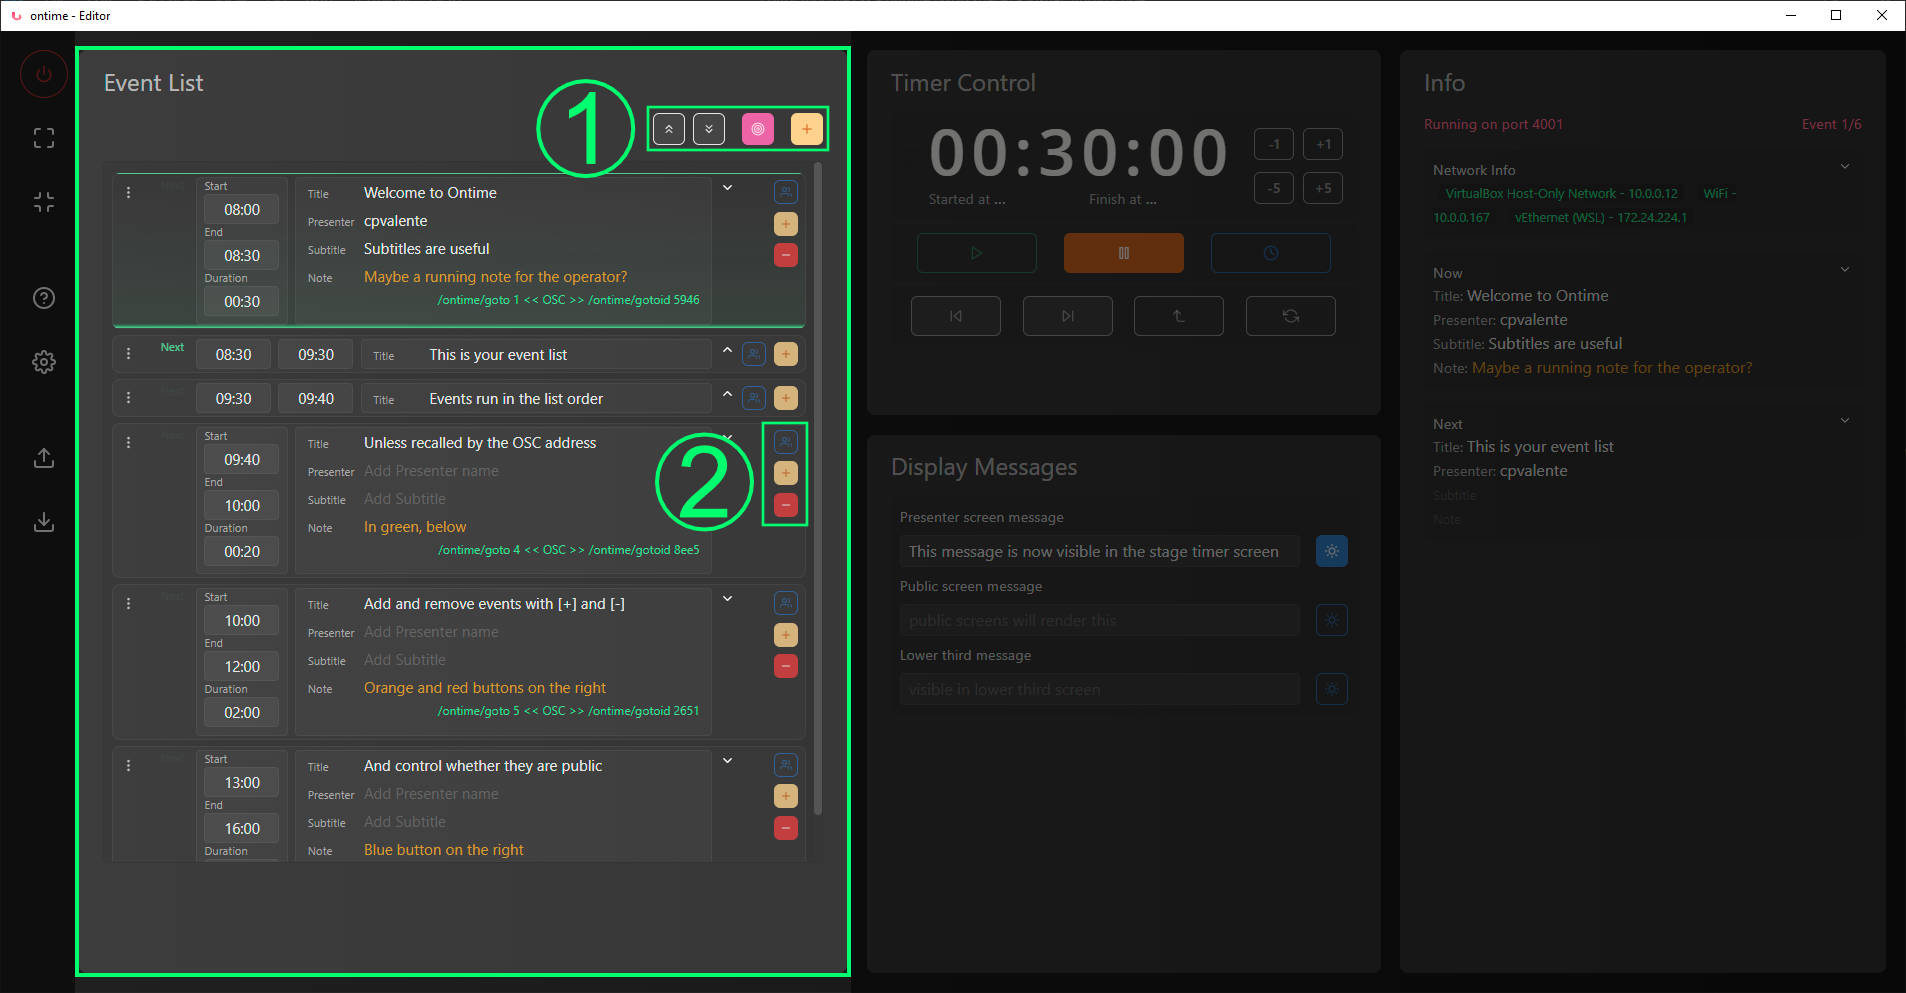 ontime - Editor
Event List
1
Next
Start
08:00
End
08:30
Duration
00:30
Title Welcome to Ontime
Presenter cpvalente
Subtitle Subtitles are useful
Note Maybe a running note for the operator?
/ontime/goto 1 << OSC >> /ontime/gotoid 5946
Next 08:30 09:30 Title This is your event list
Next 09:30 09:40 Title Events run in the list order
Next
Start
09:40
End
10:00
Duration
00:20
Title Unless recalled by the OSC address
Presenter Add Presenter name
Subtitle Add Subtitle
Note In green, below
/ontime/goto 4 << OSC >> /ontime/gotoid 8ee5
2
Next
Start
10:00
End
12:00
Duration
02:00
Title Add and remove events with [+] and [-]
Presenter Add Presenter name
Subtitle Add Subtitle
Note Orange and red buttons on the right
/ontime/goto 5 << OSC >> /ontime/gotoid 2651
Next
Start
13:00
End
16:00
Duration
Title And control whether they are public
Presenter Add Presenter name
Subtitle Add Subtitle
Note Blue button on the right
Timer Control
00:30:00
-1 +1
-5 +5
Started at ... Finish at ...
Display Messages
Presenter screen message
This message is now visible in the stage timer screen
Public screen message
public screens will render this
Lower third message
visible in lower third screen
Info
Running on port 4001 Event 1/6
Network Info
VirtualBox Host-Only Network - 10.0.0.12 WiFi -
10.0.0.167 vEthernet (WSL) - 172.24.224.1
Now
Title: Welcome to Ontime
Presenter: cpvalente
Subtitle: Subtitles are useful
Note: Maybe a running note for the operator?
Next
Title: This is your event list
Presenter: cpvalente
Subtitle
Note